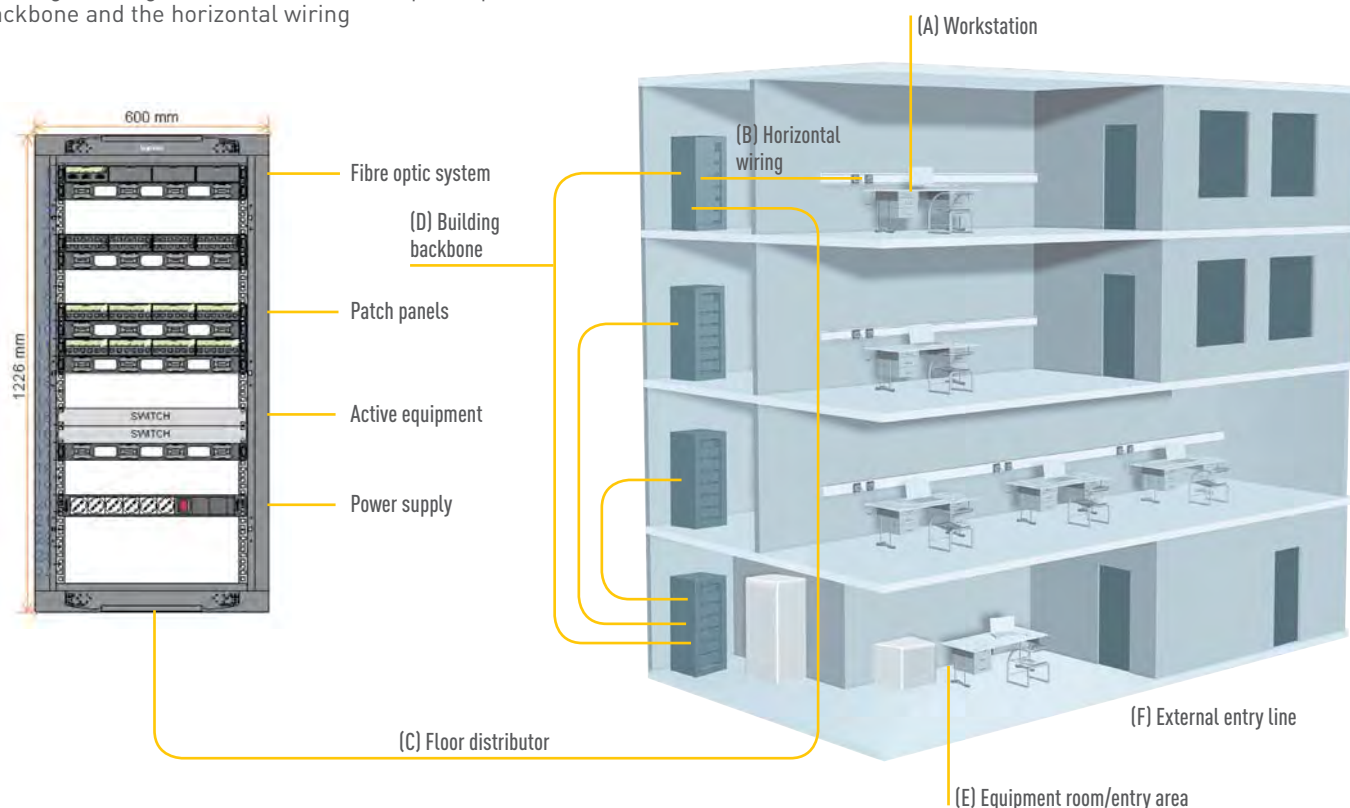 backbone and the horizontal wiring
(A) Workstation
600 mm
1226 mm
Fibre optic system
(B) Horizontal
wiring
(D) Building
backbone
Patch panels
Active equipment
SWITCH
SWITCH
Power supply
(C) Floor distributor
(F) External entry line
(E) Equipment room/entry area